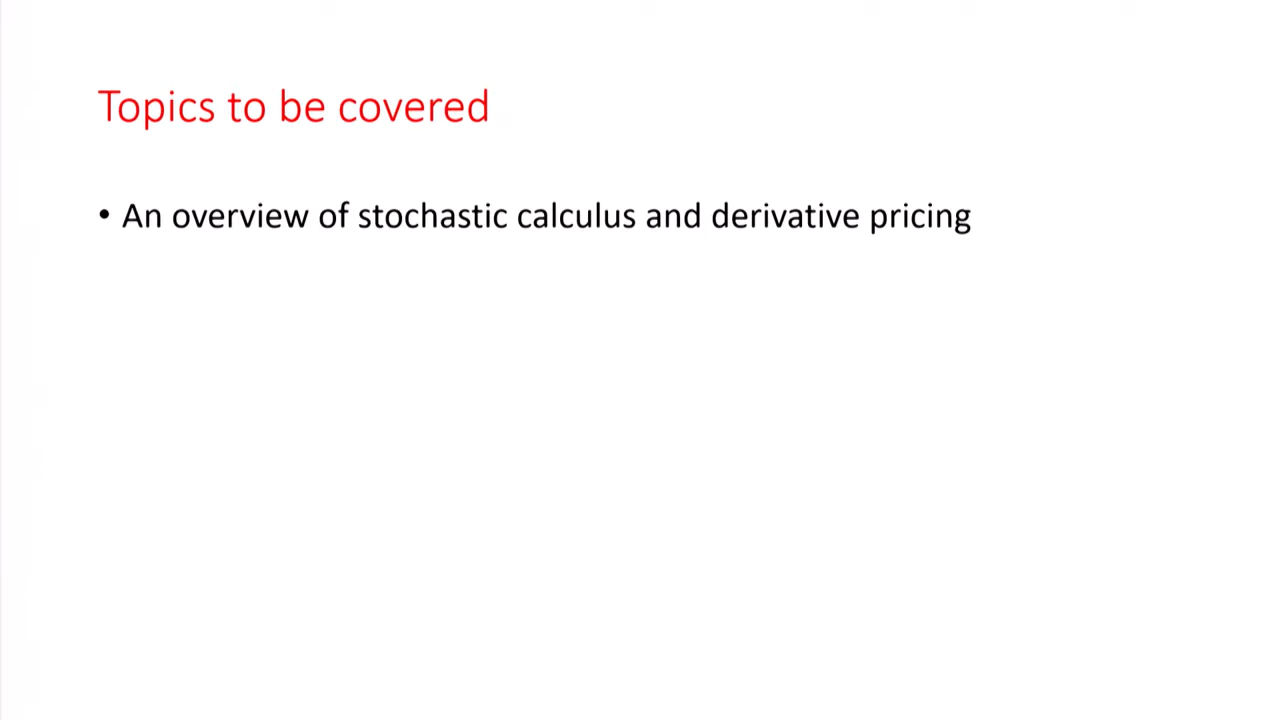 Topics to be covered
• An overview of stochastic calculus and derivative pricing